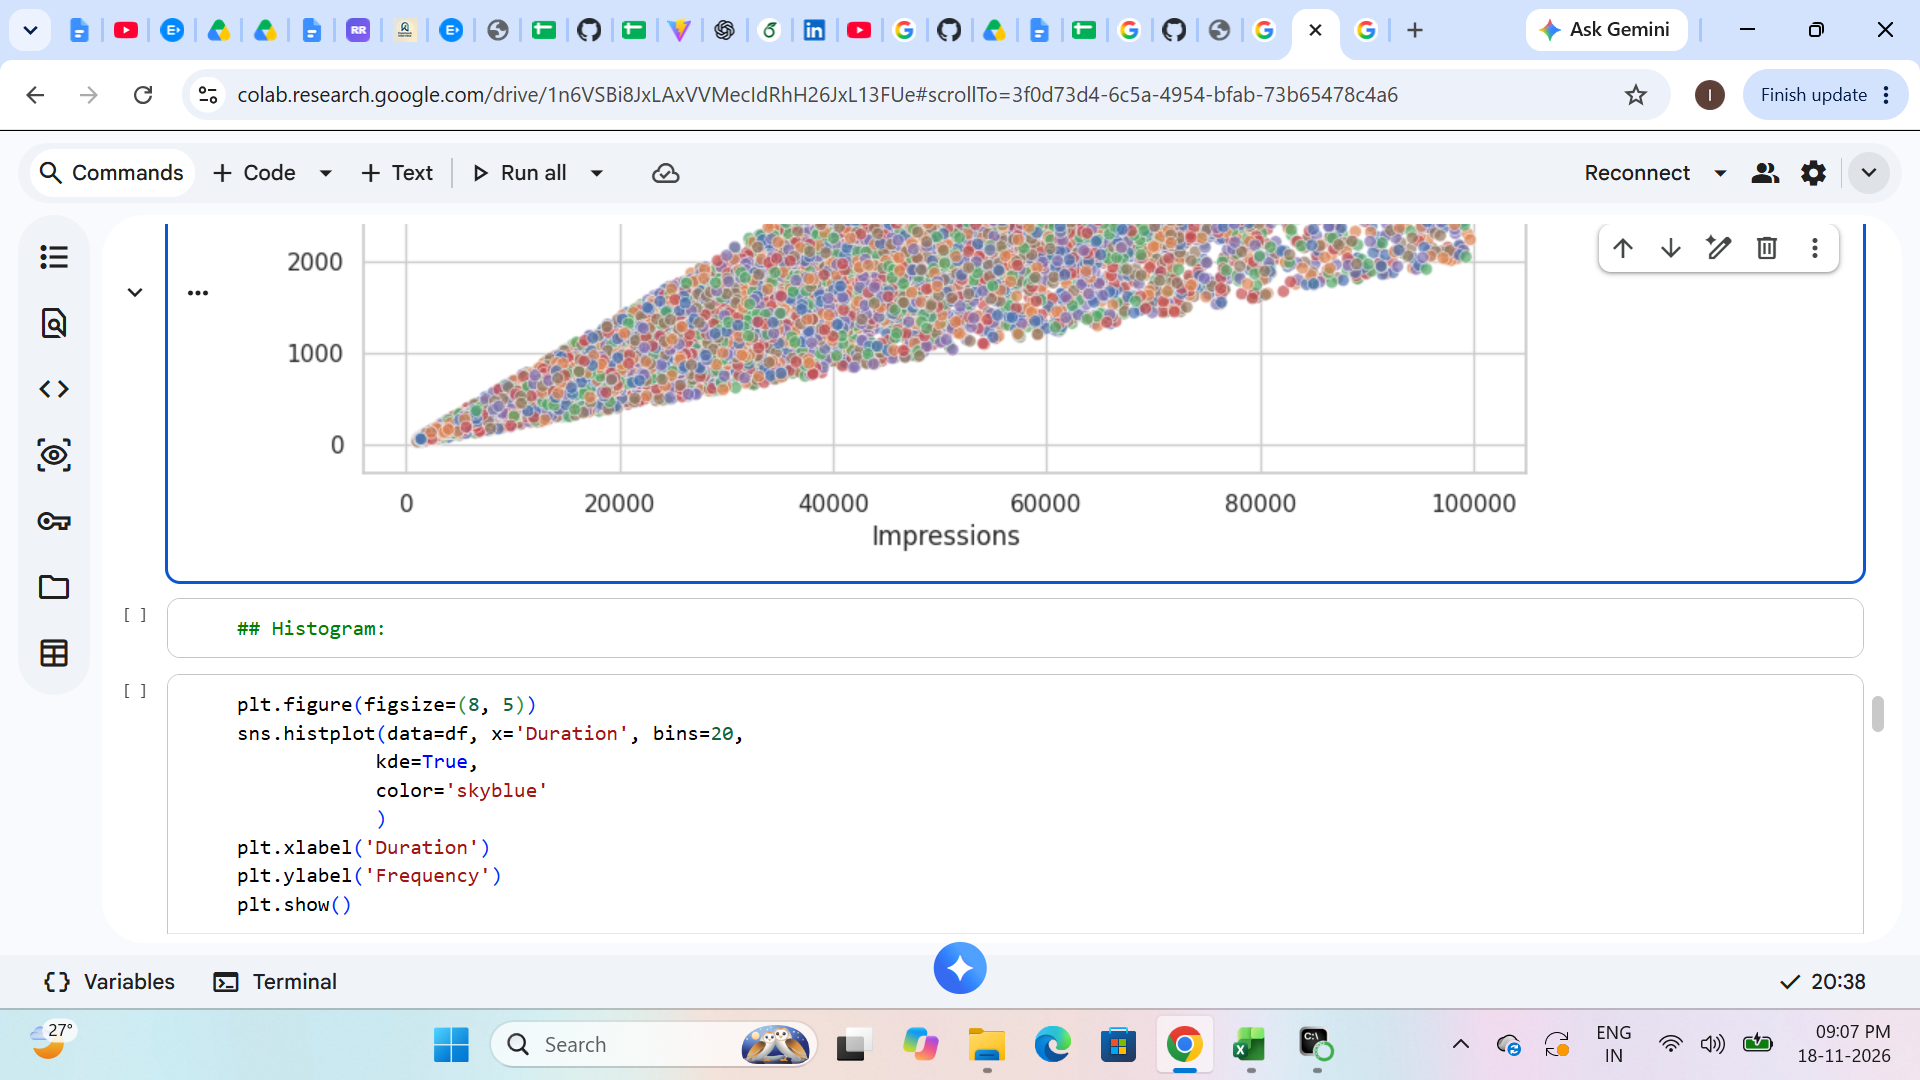 Ask Gemini
colab.research.google.com/drive/1n6VSBi8JxLAxVVMecIdRhH26JxL13FUe#scrollTo=3f0d73d4-6c5a-4954-bfab-73b65478c4a6
I
Finish update
Commands
+ Code
+ Text
Run all
Reconnect
2000
1000
0
0 20000 40000 60000 80000 100000
Impressions
[ ]
## Histogram:
[ ]
plt.figure(figsize=(8, 5))
sns.histplot(data=df, x='Duration', bins=20,
kde=True,
color='skyblue'
)
plt.xlabel('Duration')
plt.ylabel('Frequency')
plt.show()
Variables
Terminal
20:38
27°
Search
ENG
IN
09:07 PM
18-11-2026